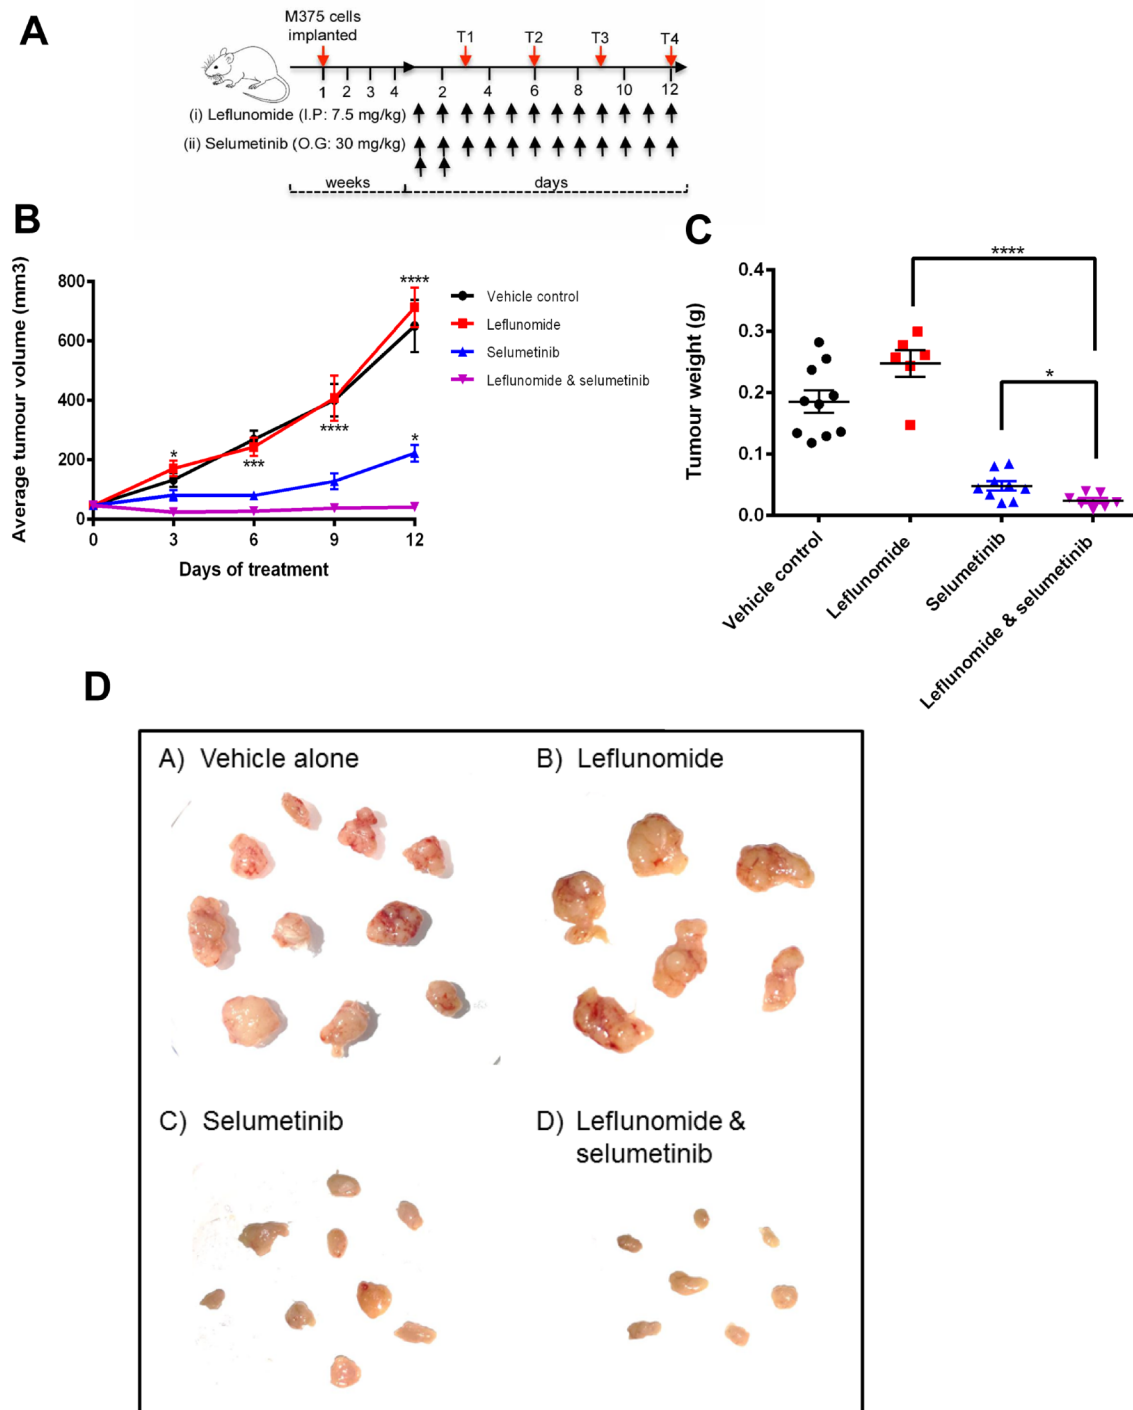 A
M375 cells
implanted
T1 T2 T3 T4
1 2 3 4 2 4 6 8 10 12
(i) Leflunomide (I.P: 7.5 mg/kg)
(ii) Selumetinib (O.G: 30 mg/kg)
weeks days
B
Average tumour volume (mm3)
800
600
400
200
0
0 3 6 9 12
Days of treatment
* *** **** **** *
Vehicle control
Leflunomide
Selumetinib
Leflunomide & selumetinib
C
Tumour weight (g)
0.4
0.3
0.2
0.1
0.0
****
*
Vehicle control
Leflunomide
Selumetinib
Leflunomide & selumetinib
D
A) Vehicle alone
B) Leflunomide
C) Selumetinib
D) Leflunomide &
selumetinib